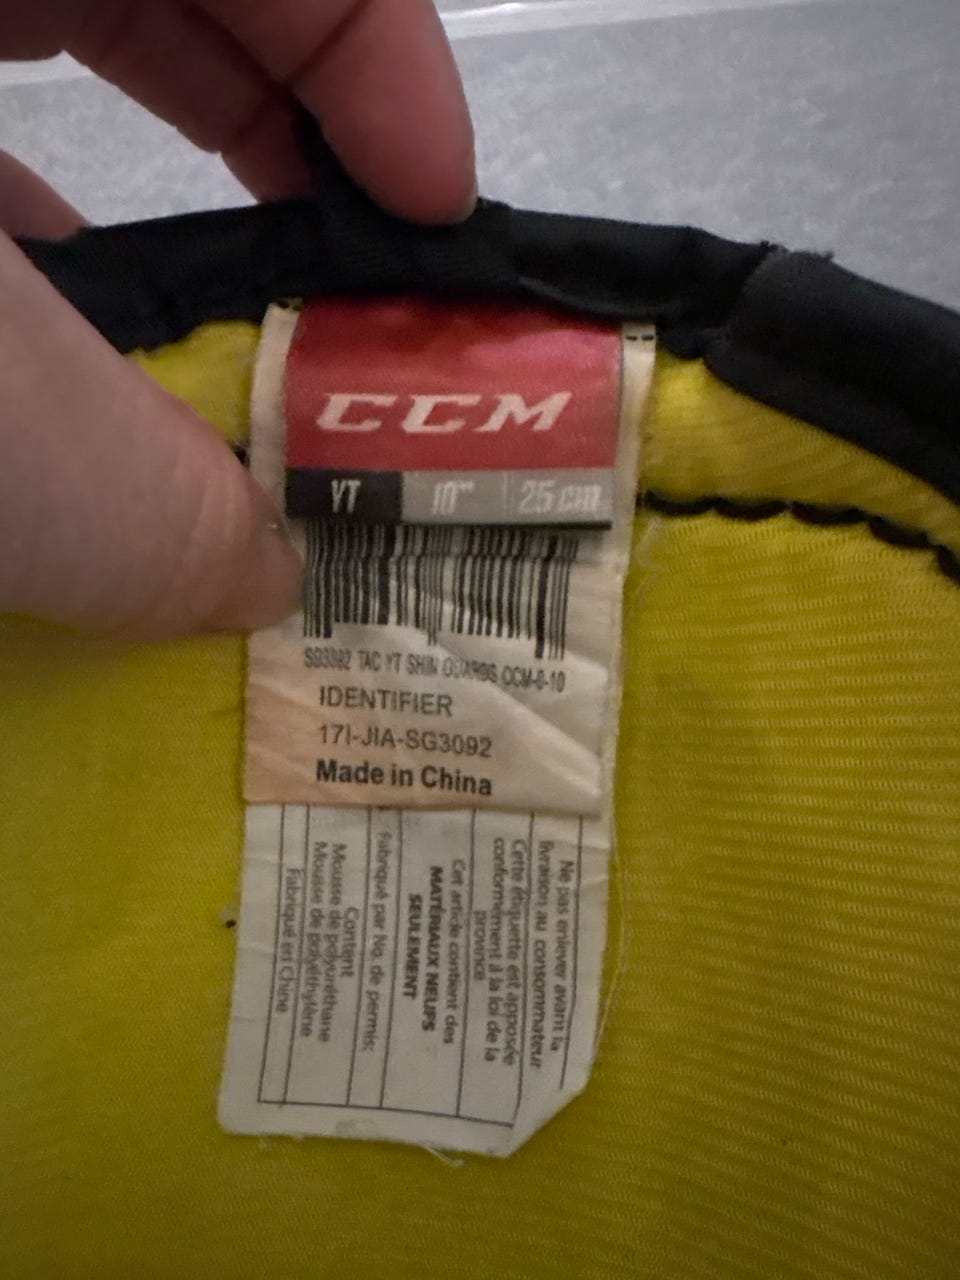 CCM
YT 10" 25 cm
SG3092 TAC YT SHIN GUARDS CCM-0-10
IDENTIFIER
17I-JIA-SG3092
Made in China
Ne pas enlever avant la
livraison au consommateur
Cette étiquette est apposée
conformément à la loi de la
province
Cet article contient des
MATÉRIAUX NEUFS
SEULEMENT
Fabriqué par No. de permis:
Content
Mousse de polyuréthane
Mousse de polyéthylène
Fabriqué en Chine